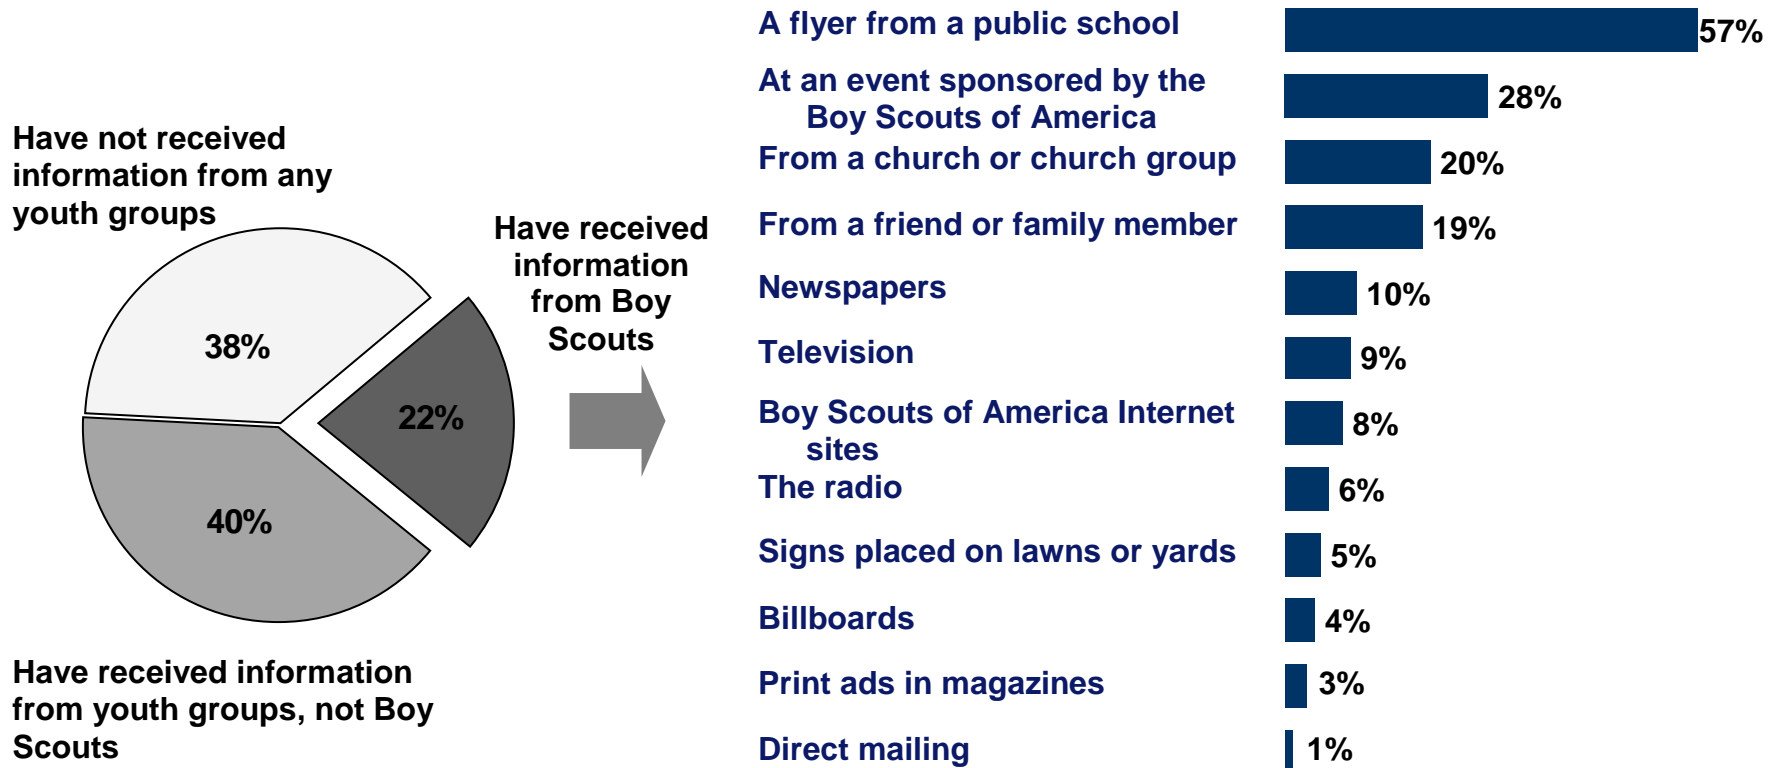 Have not received
information from any
youth groups
38%
Have received
information
from Boy
Scouts
22%
40%
Have received information
from youth groups, not Boy
Scouts
A flyer from a public school
57%
At an event sponsored by the
Boy Scouts of America
28%
From a church or church group
20%
From a friend or family member
19%
Newspapers
10%
Television
9%
Boy Scouts of America Internet
sites
8%
The radio
6%
Signs placed on lawns or yards
5%
Billboards
4%
Print ads in magazines
3%
Direct mailing
1%